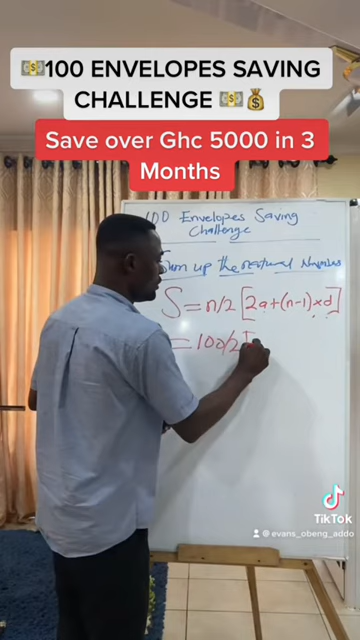 💵100 ENVELOPES SAVING
CHALLENGE 💵💰
Save over Ghc 5000 in 3
Months
100 Envelopes Saving
Challenge
Sum up the natural Numbers
S = n/2 [2a+(n-1)×d]
= 100/2[
TikTok
@evans_obeng_addo